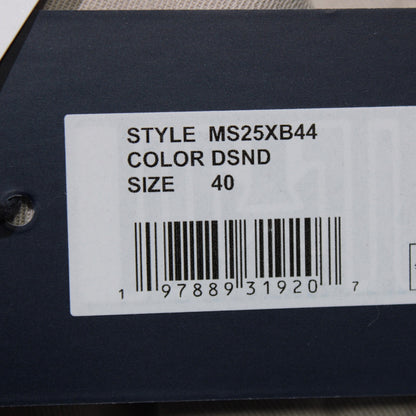 STYLE MS25XB44
COLOR DSND
SIZE 40
1 97889 31920 7